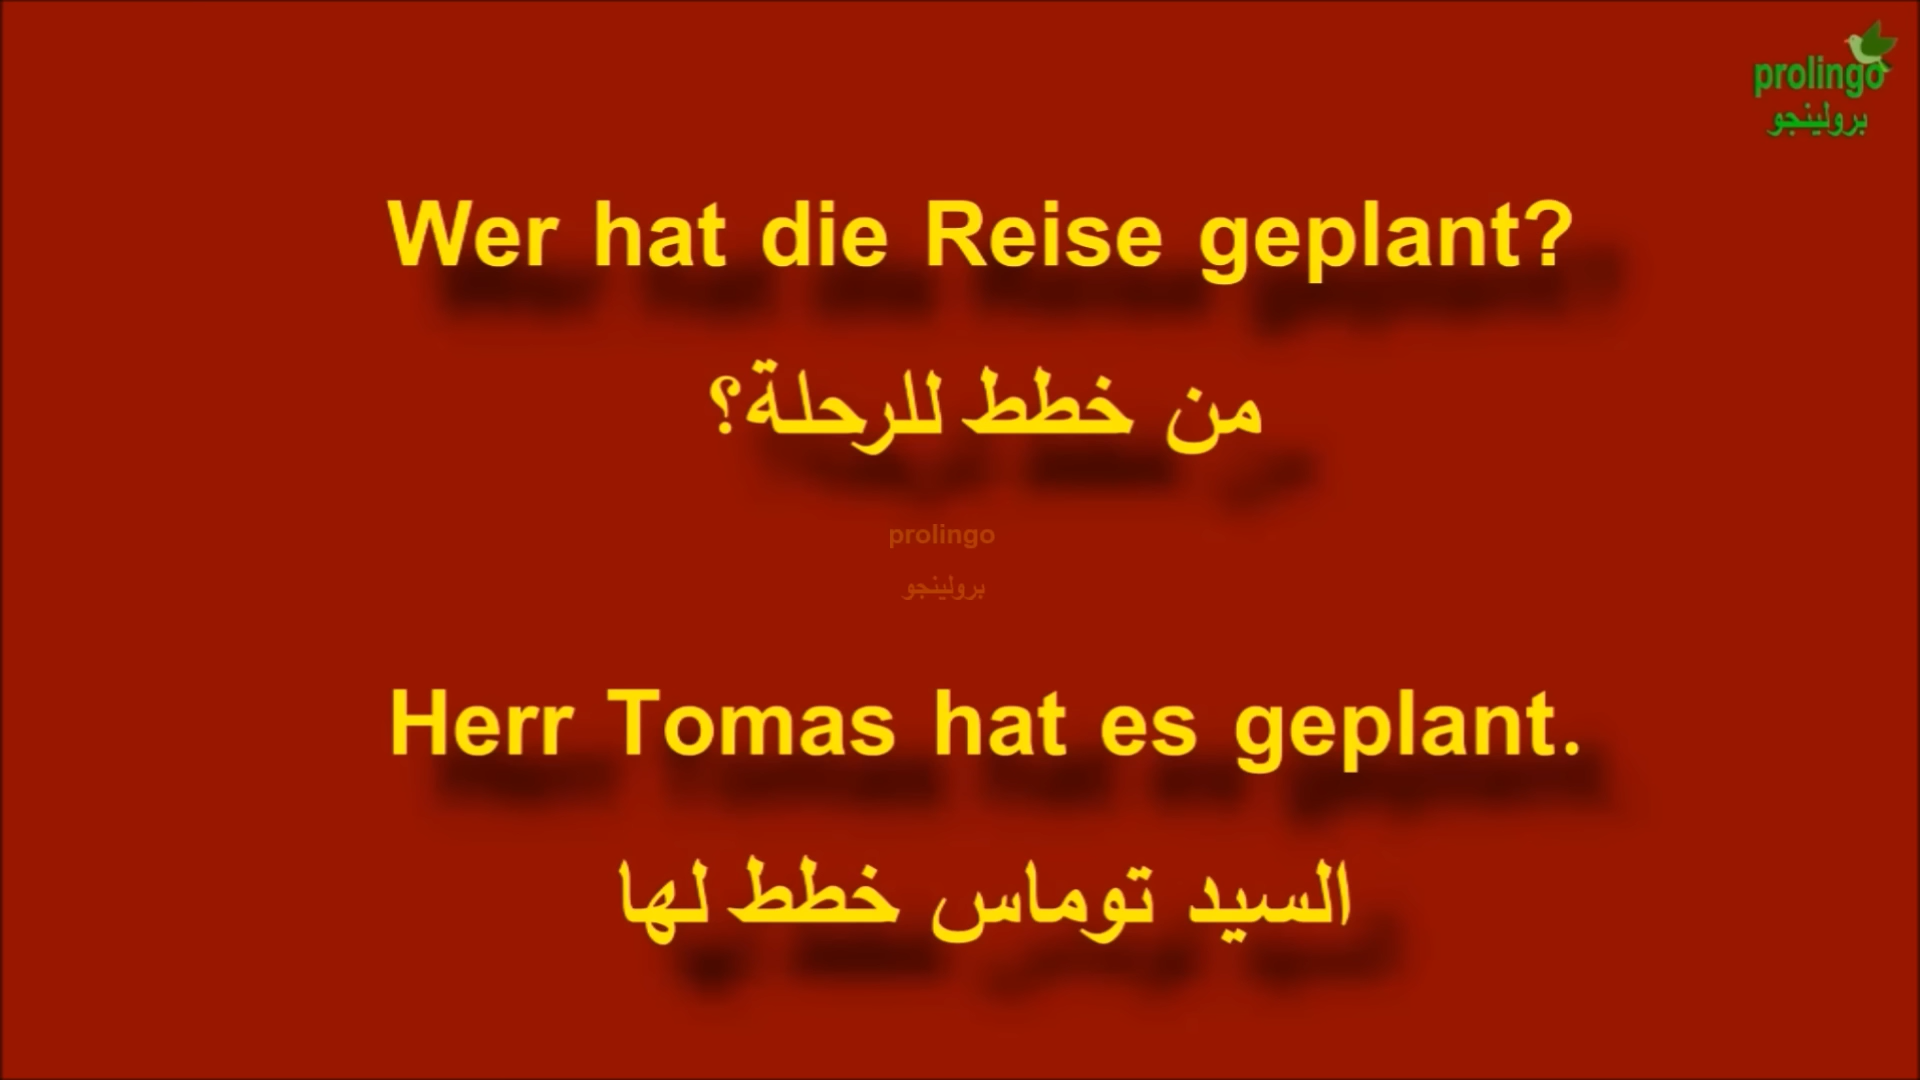 prolingo
برولينجو
Wer hat die Reise geplant?
من خطط للرحلة؟
prolingo
برولينجو
Herr Tomas hat es geplant.
السيد توماس خطط لها